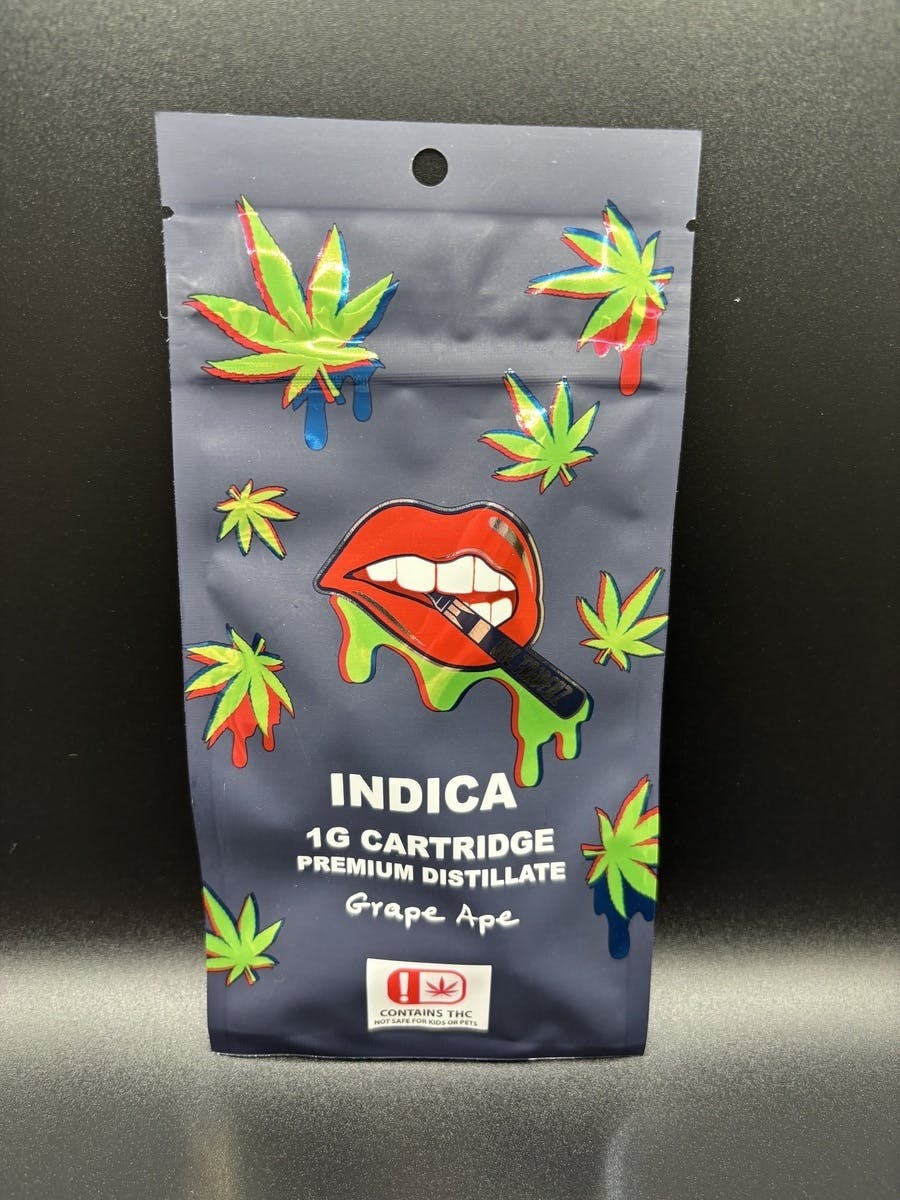 INDICA
1G CARTRIDGE
PREMIUM DISTILLATE
Grape Ape
!
CONTAINS THC
NOT SAFE FOR KIDS OR PETS